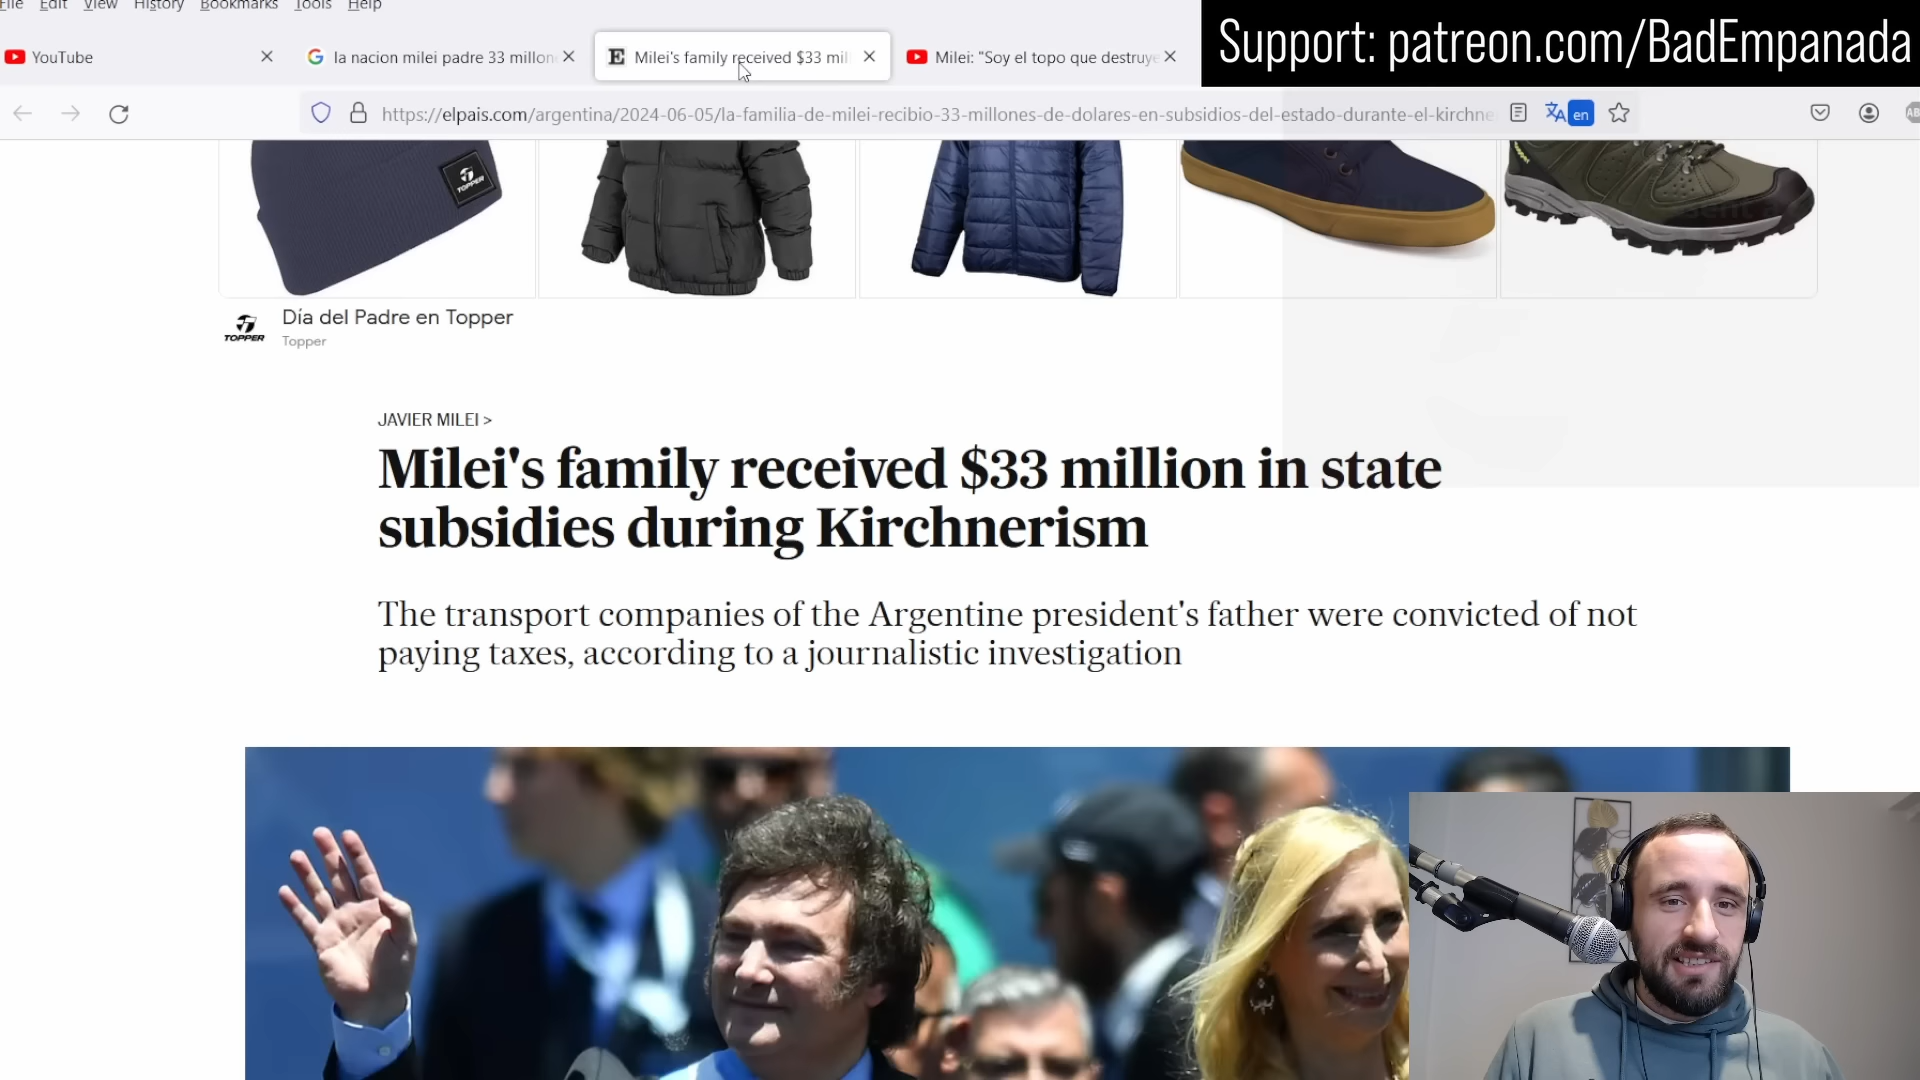 File Edit View History Bookmarks Tools Help
Support: patreon.com/BadEmpanada
YouTube
la nacion milei padre 33 millon
Milei's family received $33 mil
Milei: "Soy el topo que destruye
https://elpais.com/argentina/2024-06-05/la-familia-de-milei-recibio-33-millones-de-dolares-en-subsidios-del-estado-durante-el-kirchne
en
TOPPER
Día del Padre en Topper
TOPPER
Topper
JAVIER MILEI >
Milei's family received $33 million in state
subsidies during Kirchnerism
The transport companies of the Argentine president's father were convicted of not
paying taxes, according to a journalistic investigation